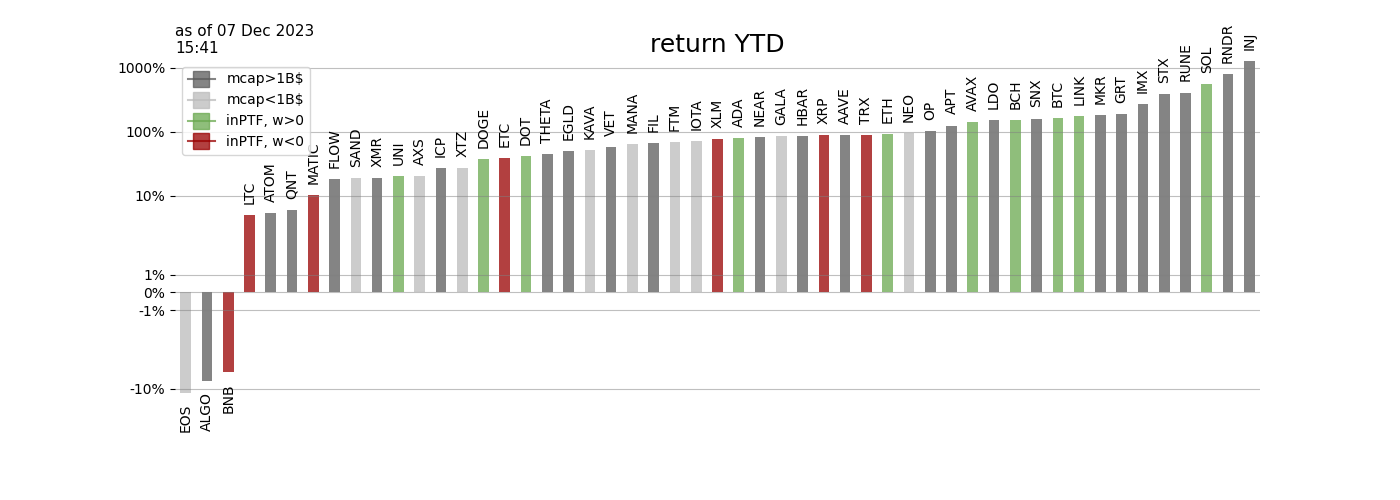 as of 07 Dec 2023
15:41
return YTD
1000%
100%
10%
1%
0%
-1%
-10%
mcap>1B$
mcap<1B$
inPTF, w>0
inPTF, w<0
EOS
ALGO
BNB
LTC
ATOM
QNT
MATIC
FLOW
SAND
XMR
UNI
AXS
ICP
XTZ
DOGE
ETC
DOT
THETA
EGLD
KAVA
VET
MANA
FIL
FTM
IOTA
XLM
ADA
NEAR
GALA
HBAR
XRP
AAVE
TRX
ETH
NEO
OP
APT
AVAX
LDO
BCH
SNX
BTC
LINK
MKR
GRT
IMX
STX
RUNE
SOL
RNDR
INJ